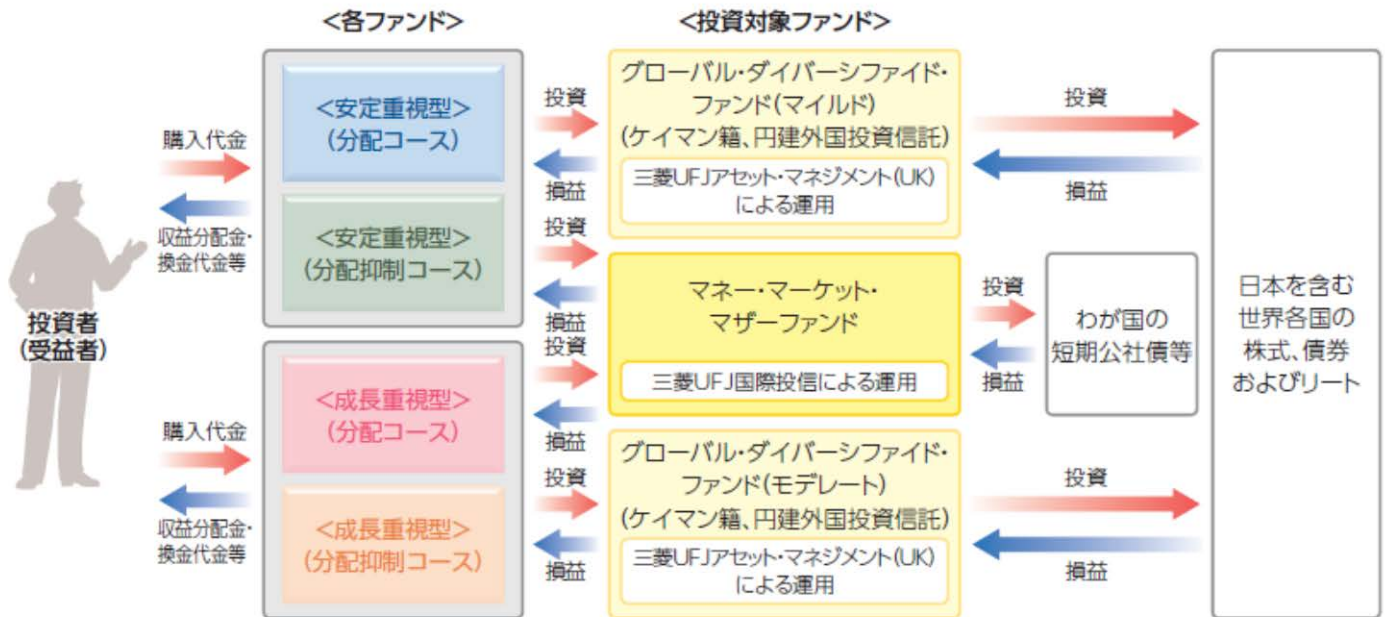 <各ファンド>
<投資対象ファンド>
購入代金
収益分配金・
換金代金等
投資者
(受益者)
購入代金
収益分配金・
換金代金等
<安定重視型>
(分配コース)
<安定重視型>
(分配抑制コース)
<成長重視型>
(分配コース)
<成長重視型>
(分配抑制コース)
投資
損益
投資
損益
投資
損益
投資
損益
グローバル・ダイバーシファイド・
ファンド(マイルド)
(ケイマン籍、円建外国投資信託)
三菱UFJアセット・マネジメント(UK)
による運用
マネー・マーケット・
マザーファンド
三菱UFJ国際投信による運用
グローバル・ダイバーシファイド・
ファンド(モデレート)
(ケイマン籍、円建外国投資信託)
三菱UFJアセット・マネジメント(UK)
による運用
投資
損益
投資
損益
わが国の
短期公社債等
投資
損益
日本を含む
世界各国の
株式、債券
およびリート